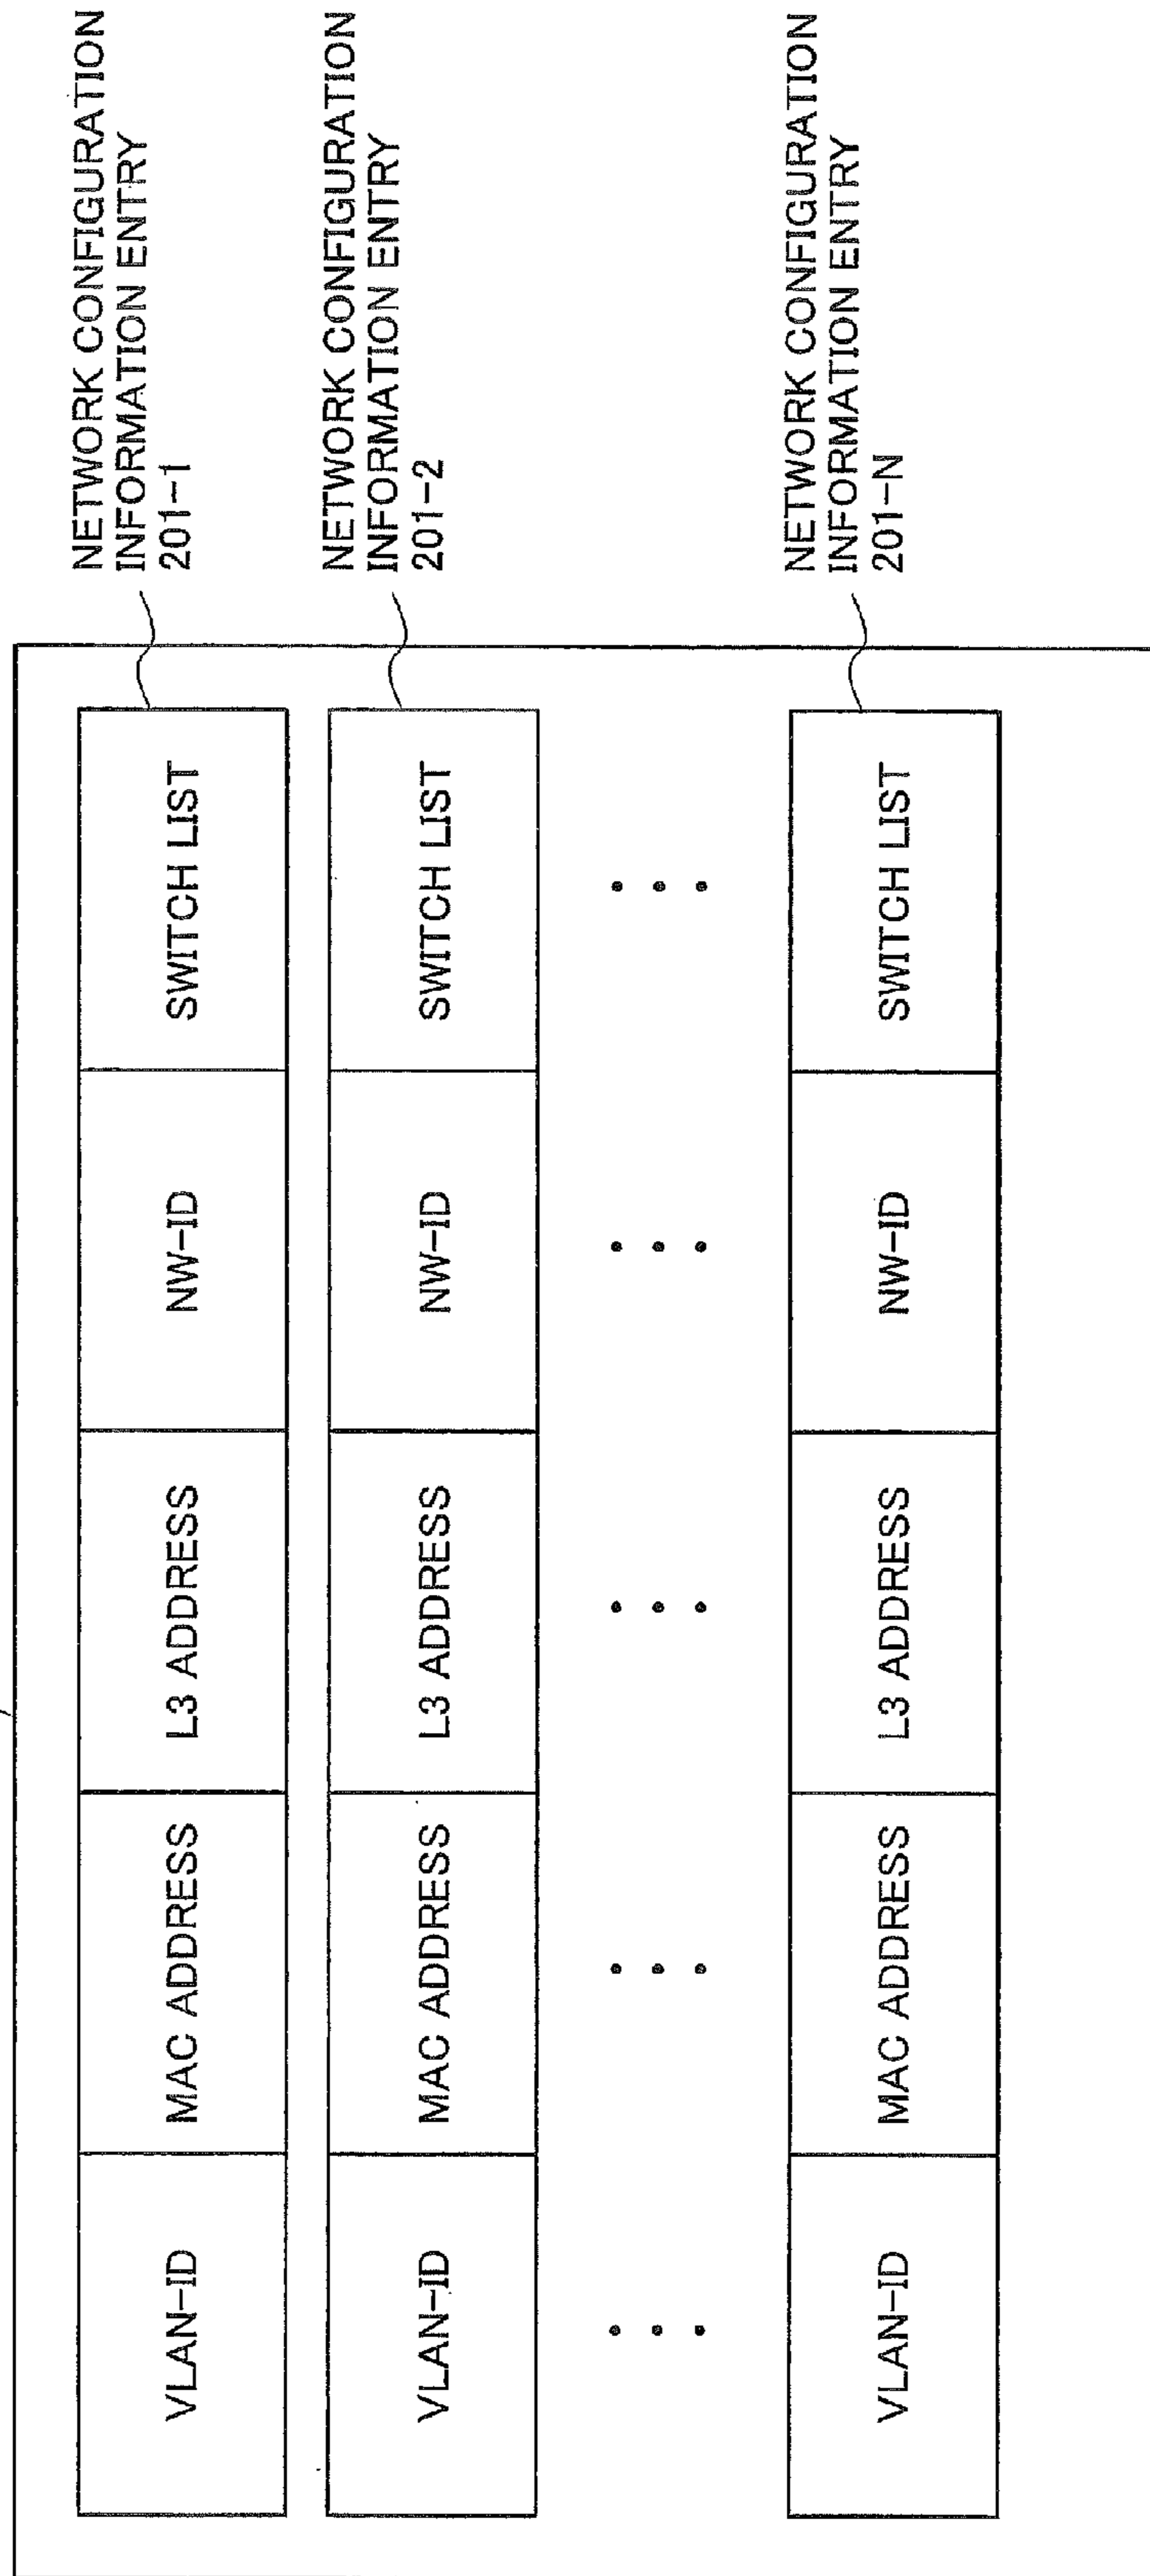 VLAN-ID MAC ADDRESS L3 ADDRESS NW-ID SWITCH LIST
NETWORK CONFIGURATION
INFORMATION ENTRY
201-1
VLAN-ID MAC ADDRESS L3 ADDRESS NW-ID SWITCH LIST
NETWORK CONFIGURATION
INFORMATION ENTRY
201-2
VLAN-ID MAC ADDRESS L3 ADDRESS NW-ID SWITCH LIST
NETWORK CONFIGURATION
INFORMATION ENTRY
201-N